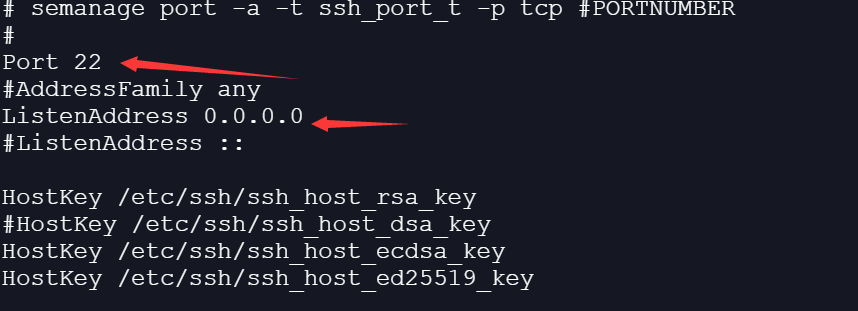 # semanage port -a -t ssh_port_t -p tcp #PORTNUMBER
#
Port 22
#AddressFamily any
ListenAddress 0.0.0.0
#ListenAddress ::
HostKey /etc/ssh/ssh_host_rsa_key
#HostKey /etc/ssh/ssh_host_dsa_key
HostKey /etc/ssh/ssh_host_ecdsa_key
HostKey /etc/ssh/ssh_host_ed25519_key